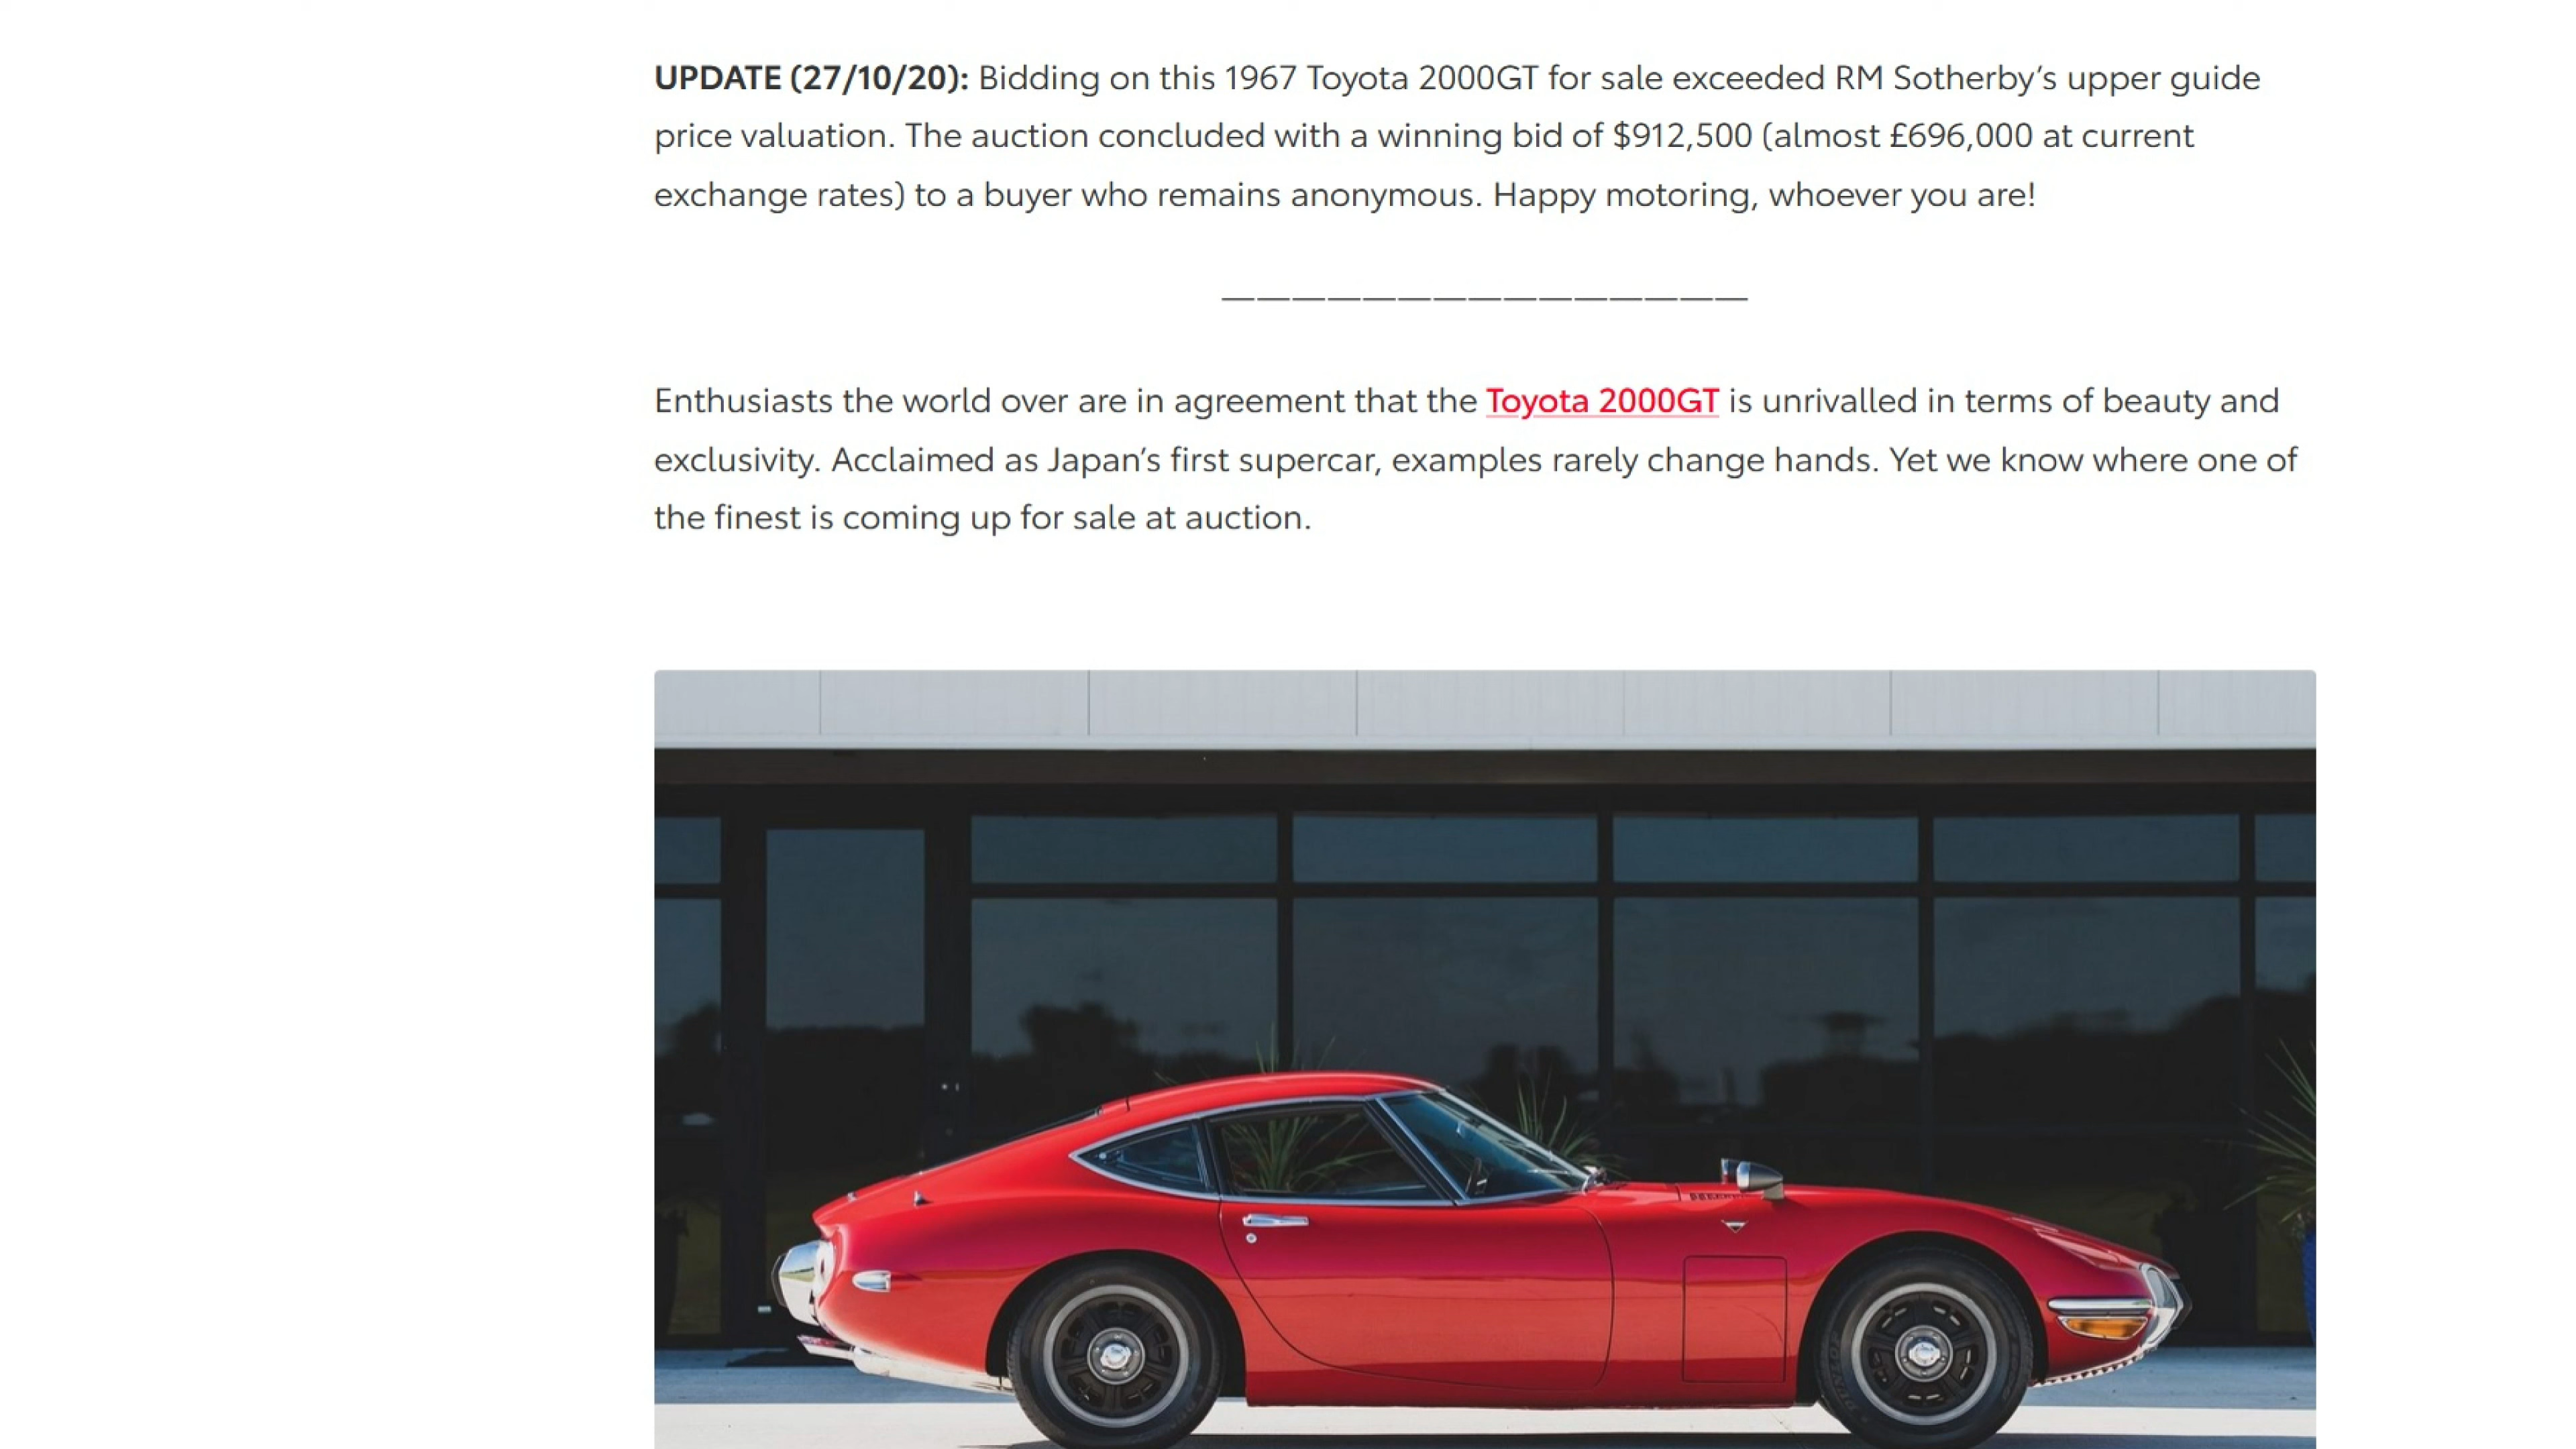 UPDATE (27/10/20): Bidding on this 1967 Toyota 2000GT for sale exceeded RM Sotherby's upper guide
price valuation. The auction concluded with a winning bid of $912,500 (almost £696,000 at current
exchange rates) to a buyer who remains anonymous. Happy motoring, whoever you are!
———————————————
Enthusiasts the world over are in agreement that the Toyota 2000GT is unrivalled in terms of beauty and
exclusivity. Acclaimed as Japan's first supercar, examples rarely change hands. Yet we know where one of
the finest is coming up for sale at auction.